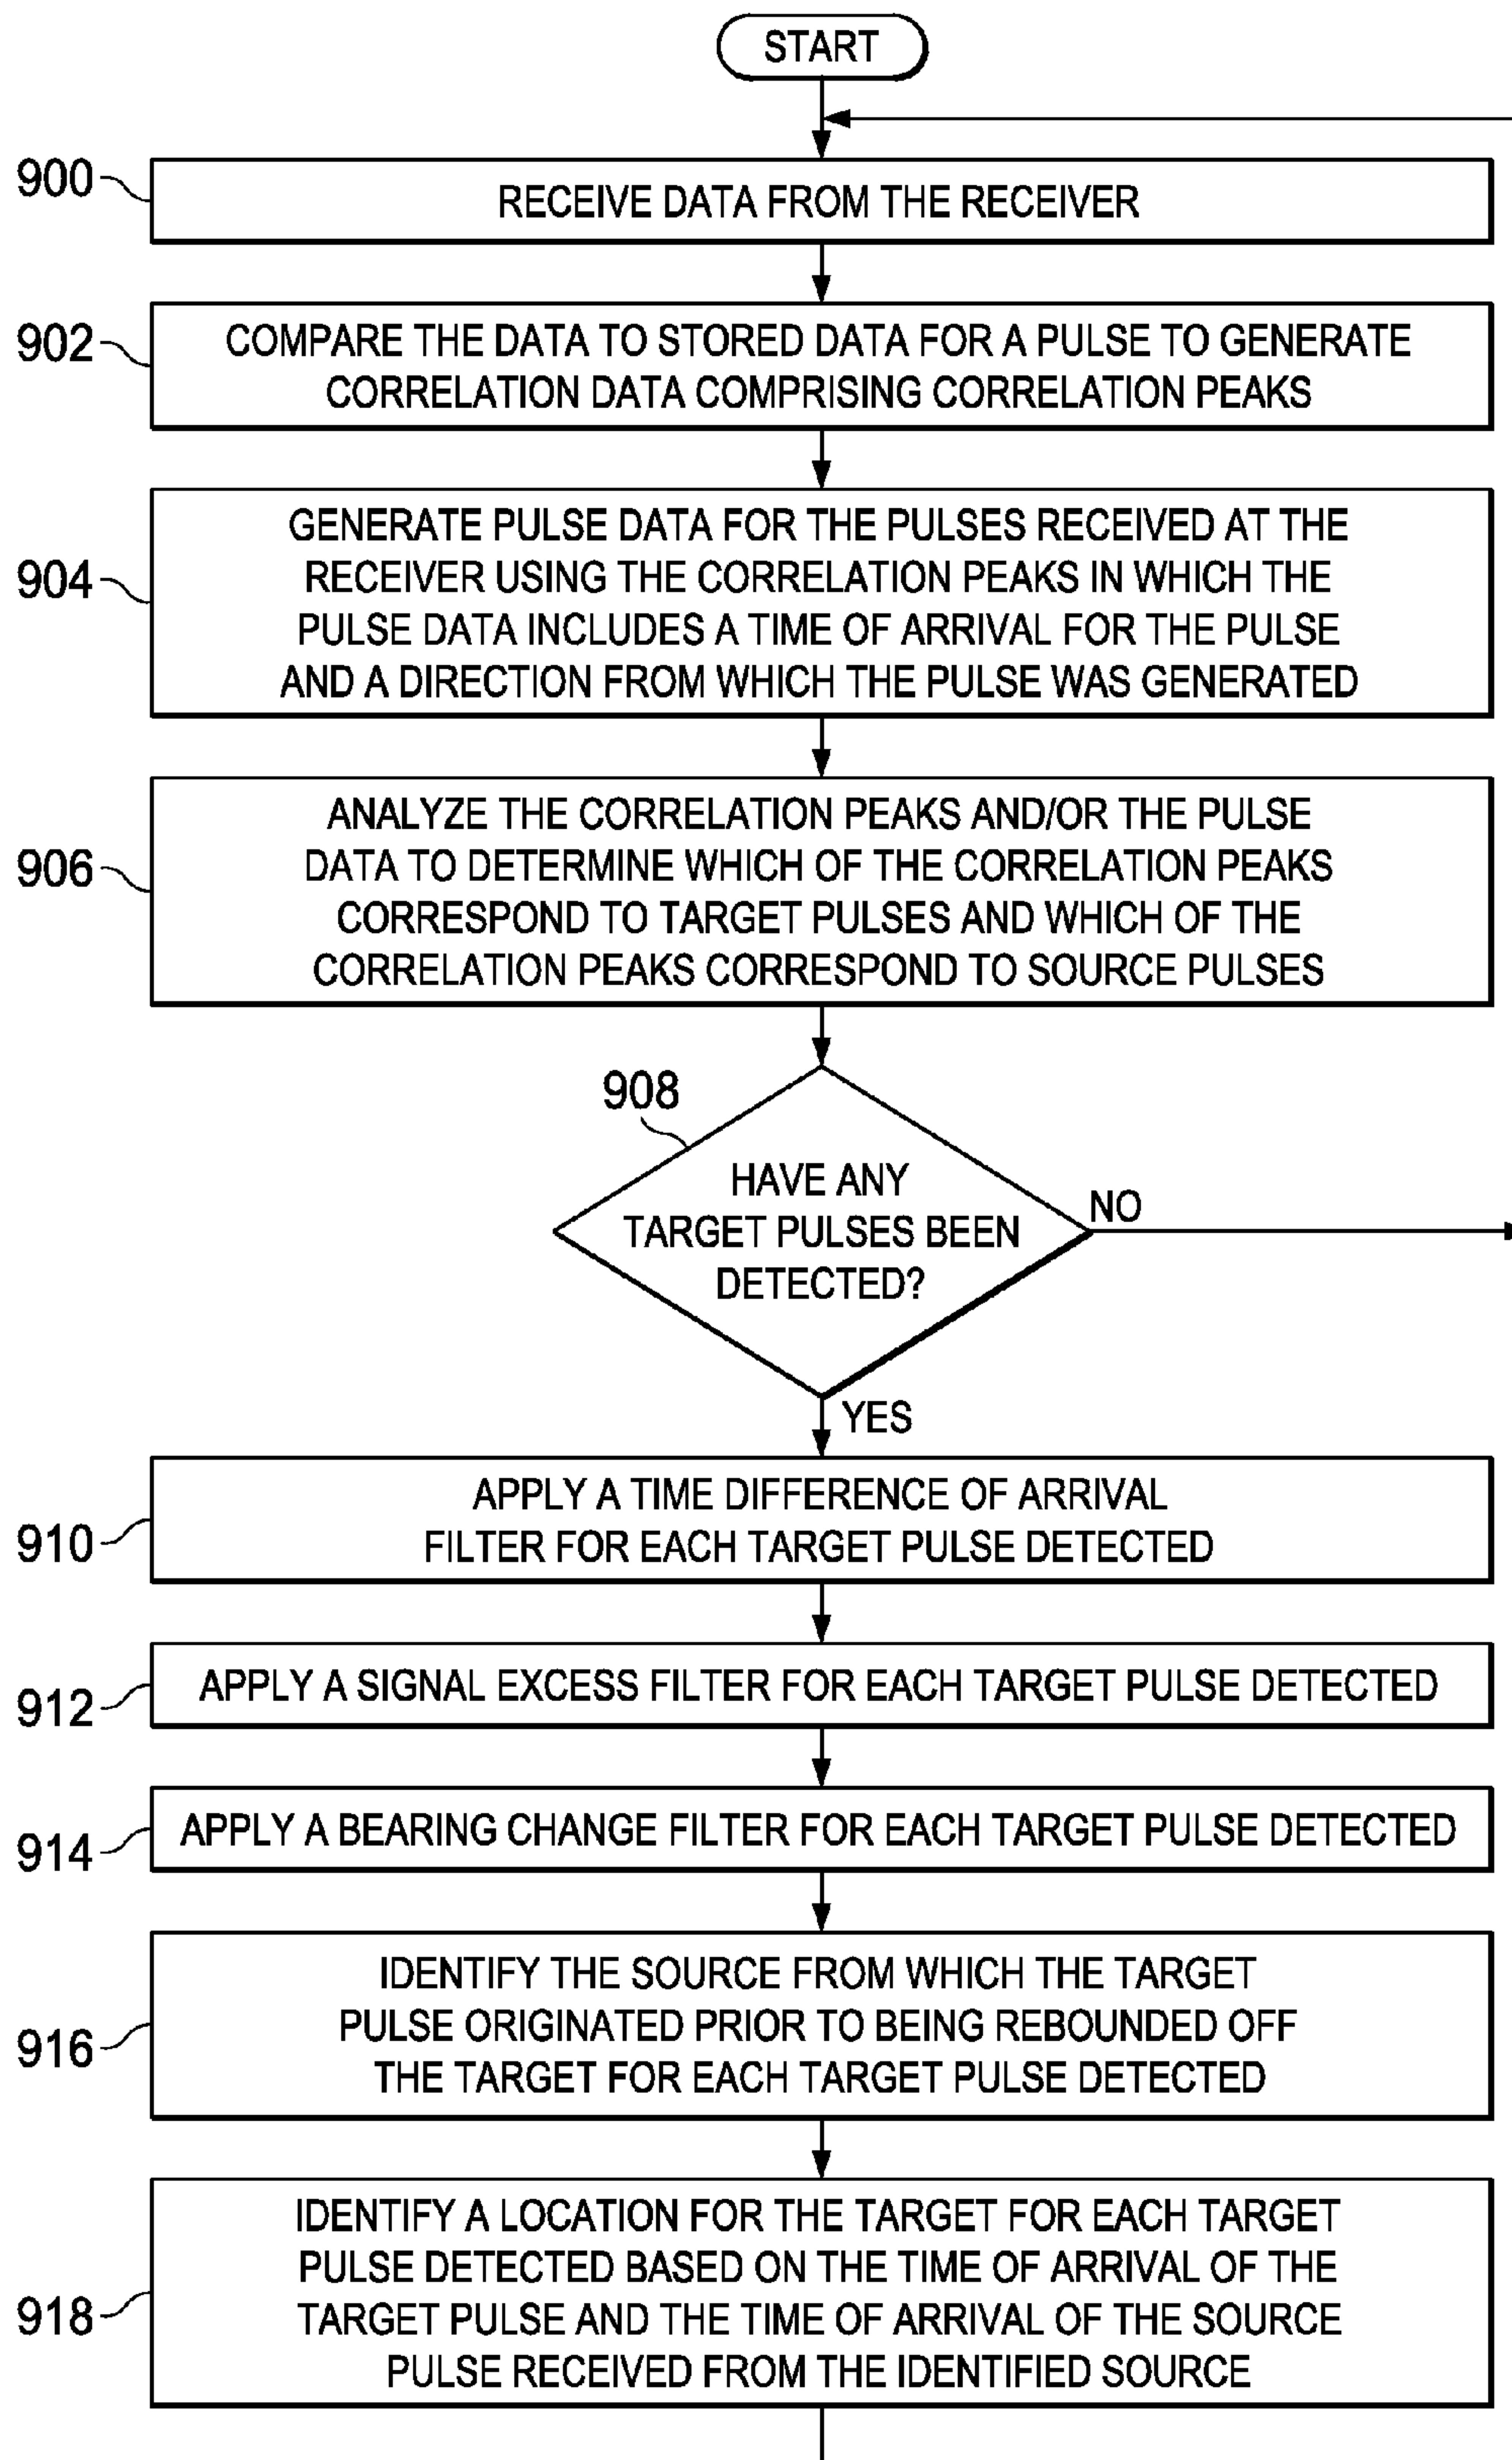 START
900
RECEIVE DATA FROM THE RECEIVER
902
COMPARE THE DATA TO STORED DATA FOR A PULSE TO GENERATE
CORRELATION DATA COMPRISING CORRELATION PEAKS
904
GENERATE PULSE DATA FOR THE PULSES RECEIVED AT THE
RECEIVER USING THE CORRELATION PEAKS IN WHICH THE
PULSE DATA INCLUDES A TIME OF ARRIVAL FOR THE PULSE
AND A DIRECTION FROM WHICH THE PULSE WAS GENERATED
906
ANALYZE THE CORRELATION PEAKS AND/OR THE PULSE
DATA TO DETERMINE WHICH OF THE CORRELATION PEAKS
CORRESPOND TO TARGET PULSES AND WHICH OF THE
CORRELATION PEAKS CORRESPOND TO SOURCE PULSES
908
HAVE ANY
TARGET PULSES BEEN
DETECTED?
NO
YES
910
APPLY A TIME DIFFERENCE OF ARRIVAL
FILTER FOR EACH TARGET PULSE DETECTED
912
APPLY A SIGNAL EXCESS FILTER FOR EACH TARGET PULSE DETECTED
914
APPLY A BEARING CHANGE FILTER FOR EACH TARGET PULSE DETECTED
916
IDENTIFY THE SOURCE FROM WHICH THE TARGET
PULSE ORIGINATED PRIOR TO BEING REBOUNDED OFF
THE TARGET FOR EACH TARGET PULSE DETECTED
918
IDENTIFY A LOCATION FOR THE TARGET FOR EACH TARGET
PULSE DETECTED BASED ON THE TIME OF ARRIVAL OF THE
TARGET PULSE AND THE TIME OF ARRIVAL OF THE SOURCE
PULSE RECEIVED FROM THE IDENTIFIED SOURCE